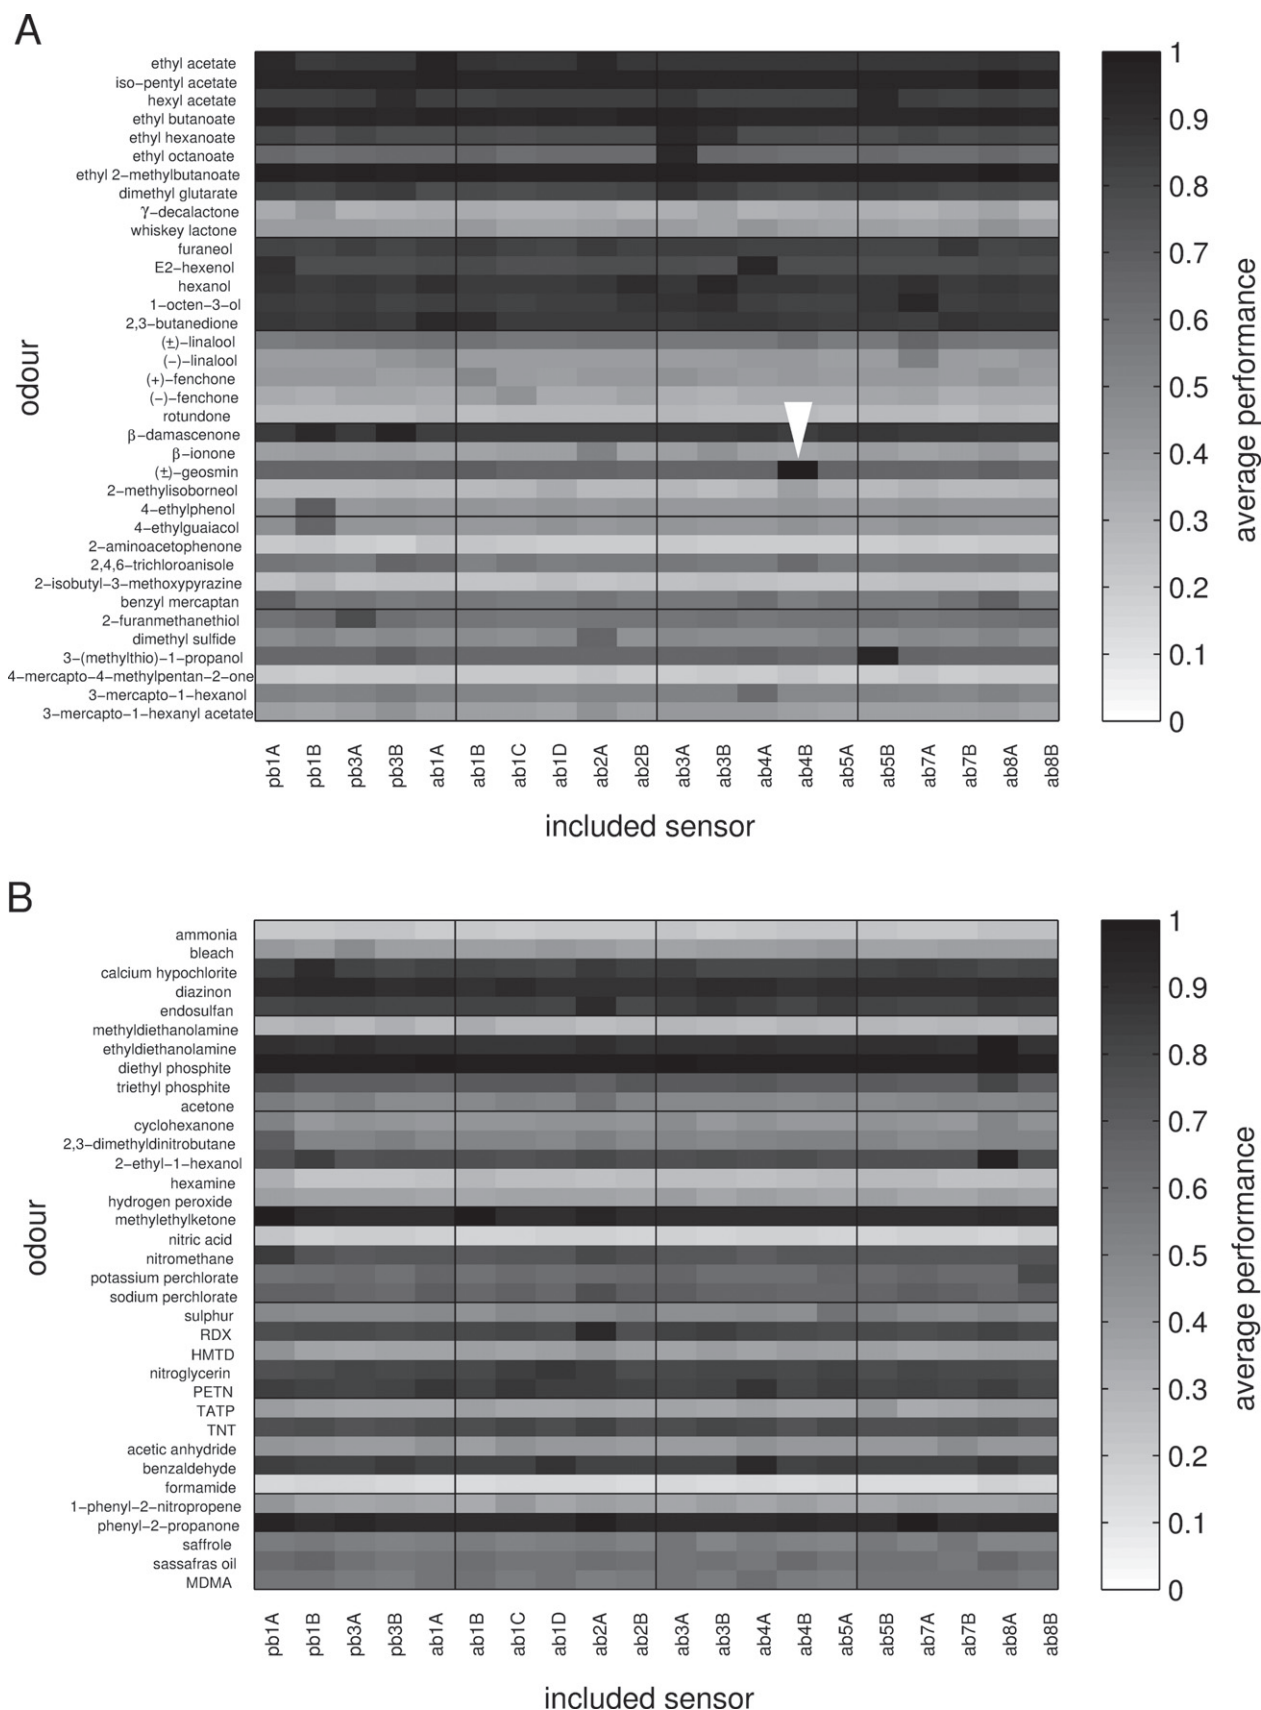 A
ethyl acetate
iso-pentyl acetate
hexyl acetate
ethyl butanoate
ethyl hexanoate
ethyl octanoate
ethyl 2-methylbutanoate
dimethyl glutarate
γ-decalactone
whiskey lactone
furaneol
E2-hexenol
hexanol
1-octen-3-ol
2,3-butanedione
(±)-linalool
(-)-linalool
(+)-fenchone
(-)-fenchone
rotundone
β-damascenone
β-ionone
(±)-geosmin
2-methylisoborneol
4-ethylphenol
4-ethylguaiacol
2-aminoacetophenone
2,4,6-trichloroanisole
2-isobutyl-3-methoxypyrazine
benzyl mercaptan
2-furanmethanethiol
dimethyl sulfide
3-(methylthio)-1-propanol
4-mercapto-4-methylpentan-2-one
3-mercapto-1-hexanol
3-mercapto-1-hexanyl acetate
odour
pb1A pb1B pb3A pb3B ab1A ab1B ab1C ab1D ab2A ab2B ab3A ab3B ab4A ab4B ab5A ab5B ab7A ab7B ab8A ab8B
included sensor
1
0.9
0.8
0.7
0.6
0.5
0.4
0.3
0.2
0.1
0
average performance
B
ammonia
bleach
calcium hypochlorite
diazinon
endosulfan
methyldiethanolamine
ethyldiethanolamine
diethyl phosphite
triethyl phosphite
acetone
cyclohexanone
2,3-dimethyldinitrobutane
2-ethyl-1-hexanol
hexamine
hydrogen peroxide
methylethylketone
nitric acid
nitromethane
potassium perchlorate
sodium perchlorate
sulphur
RDX
HMTD
nitroglycerin
PETN
TATP
TNT
acetic anhydride
benzaldehyde
formamide
1-phenyl-2-nitropropene
phenyl-2-propanone
saffrole
sassafras oil
MDMA
odour
pb1A pb1B pb3A pb3B ab1A ab1B ab1C ab1D ab2A ab2B ab3A ab3B ab4A ab4B ab5A ab5B ab7A ab7B ab8A ab8B
included sensor
1
0.9
0.8
0.7
0.6
0.5
0.4
0.3
0.2
0.1
0
average performance